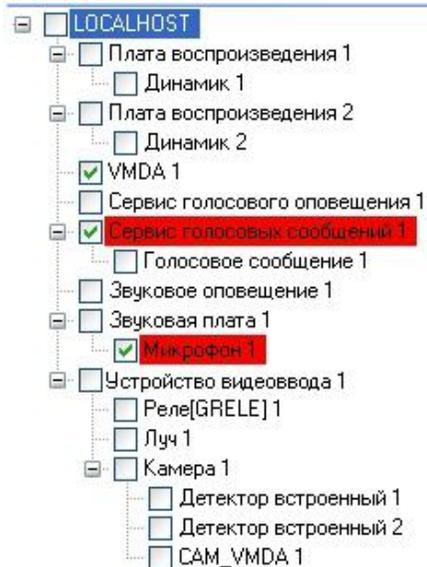 LOCALHOST
Плата воспроизведения 1
Динамик 1
Плата воспроизведения 2
Динамик 2
VMDA 1
Сервис голосового оповещения 1
Сервис голосовых сообщений 1
Голосовое сообщение 1
Звуковое оповещение 1
Звуковая плата 1
Микрофон 1
Устройство видеоввода 1
Реле[GRELE] 1
Луч 1
Камера 1
Детектор встроенный 1
Детектор встроенный 2
CAM_VMDA 1